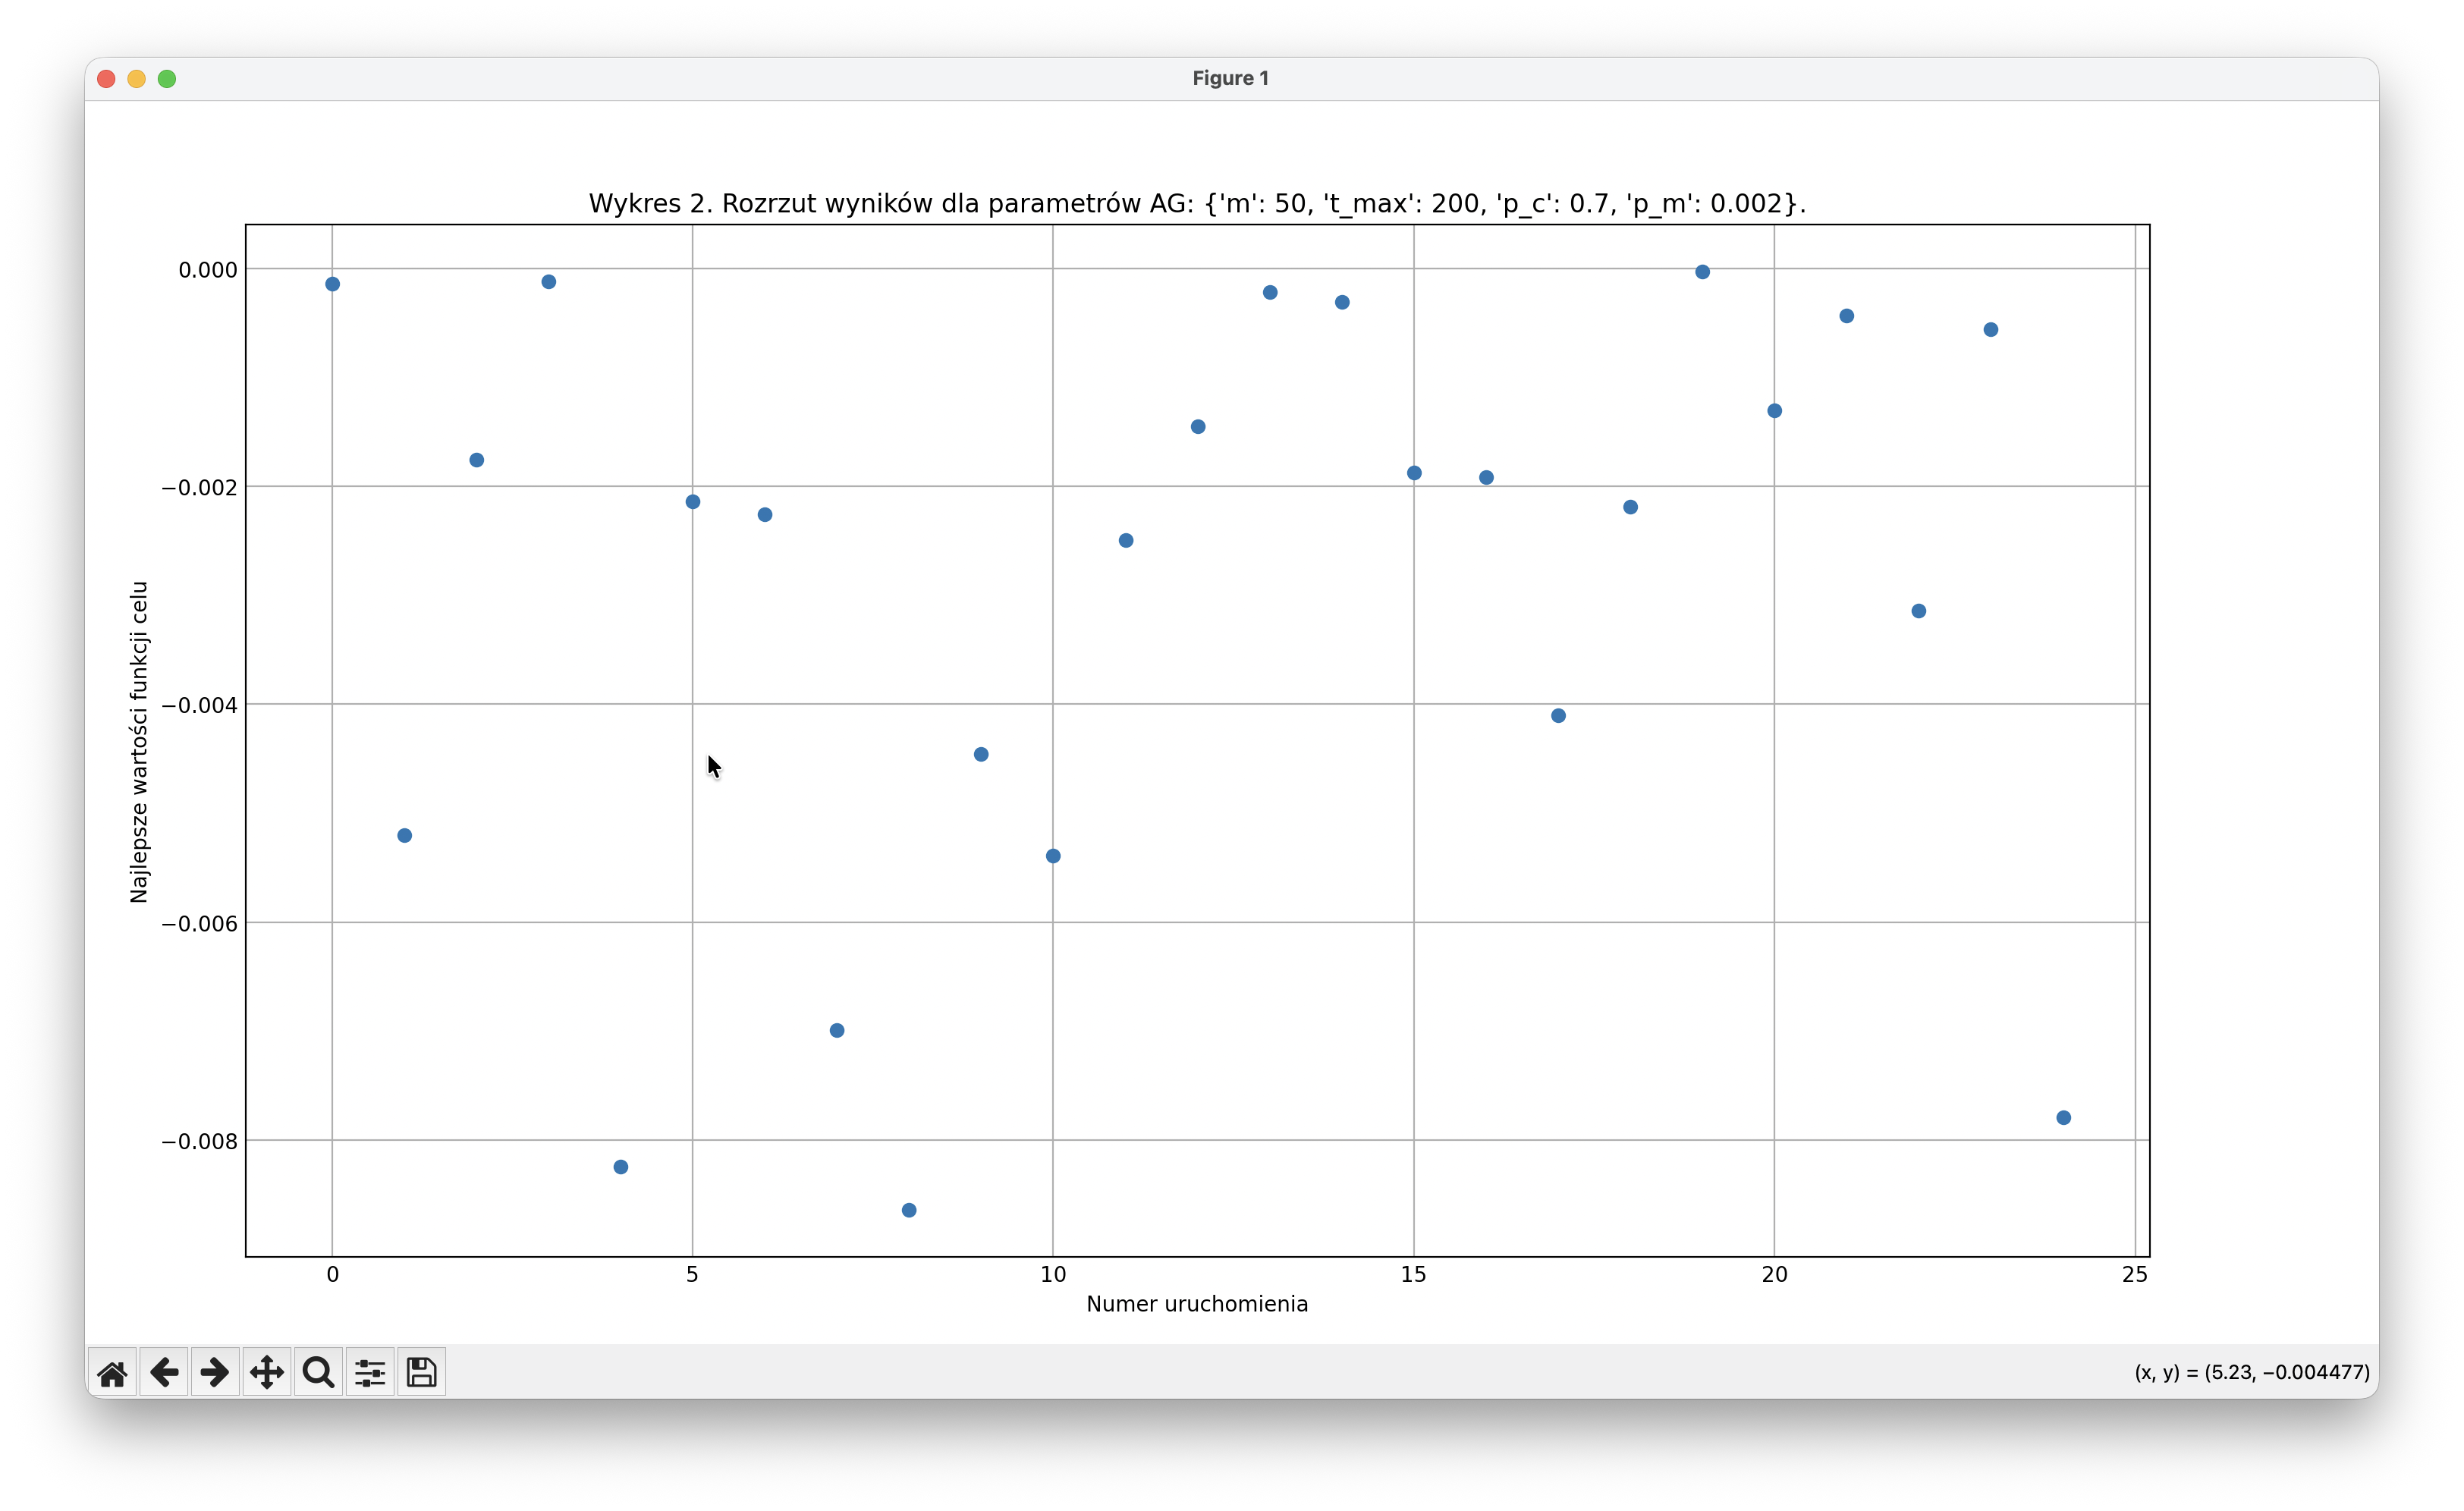 Figure 1
Wykres 2. Rozrzut wyników dla parametrów AG: {'m': 50, 't_max': 200, 'p_c': 0.7, 'p_m': 0.002}.
Najlepsze wartości funkcji celu
0.000
−0.002
−0.004
−0.006
−0.008
0 5 10 15 20 25
Numer uruchomienia
(x, y) = (5.23, −0.004477)